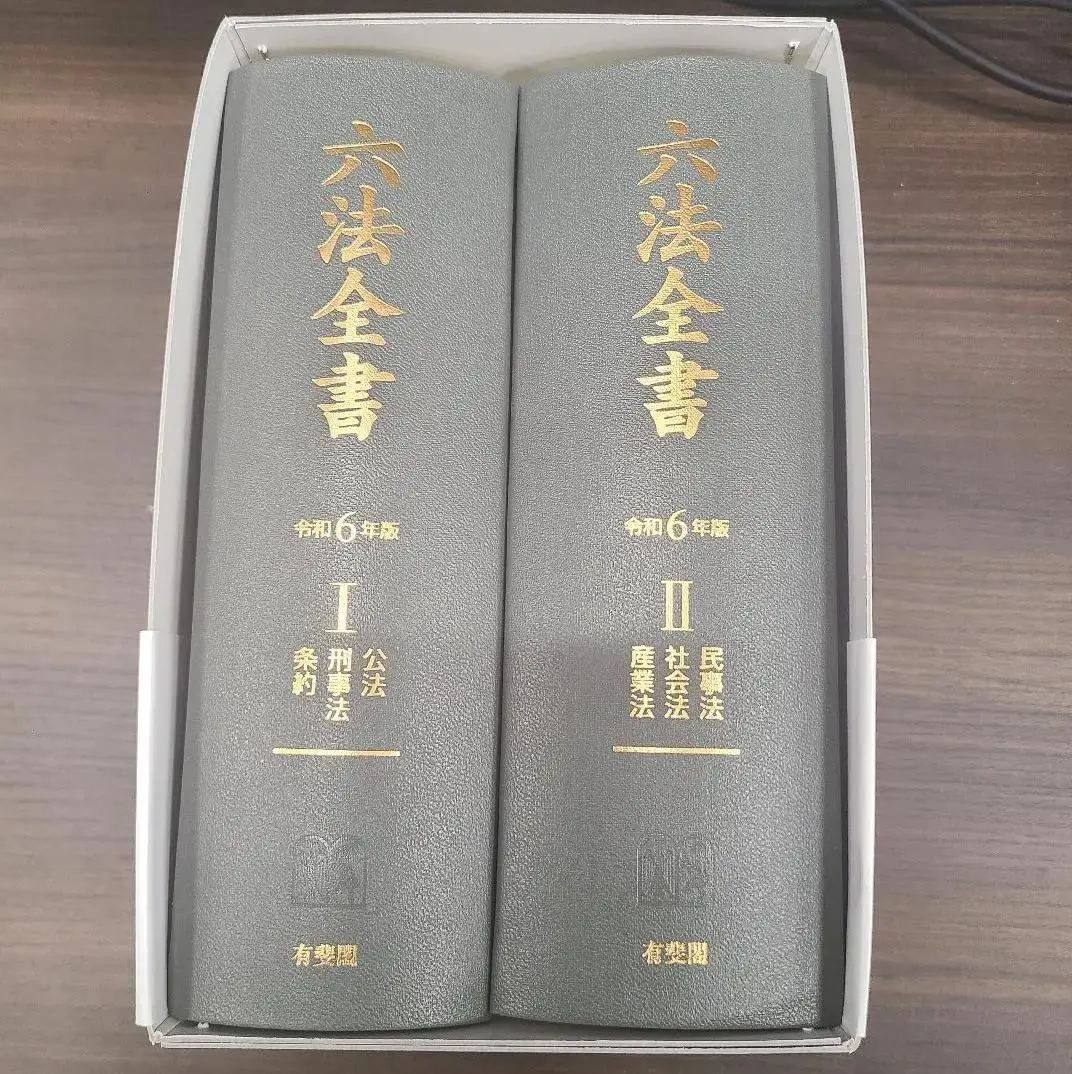 六法全書
令和6年版
I
公法
刑事法
条約
有斐閣
六法全書
令和6年版
II
民事法
社会法
産業法
有斐閣